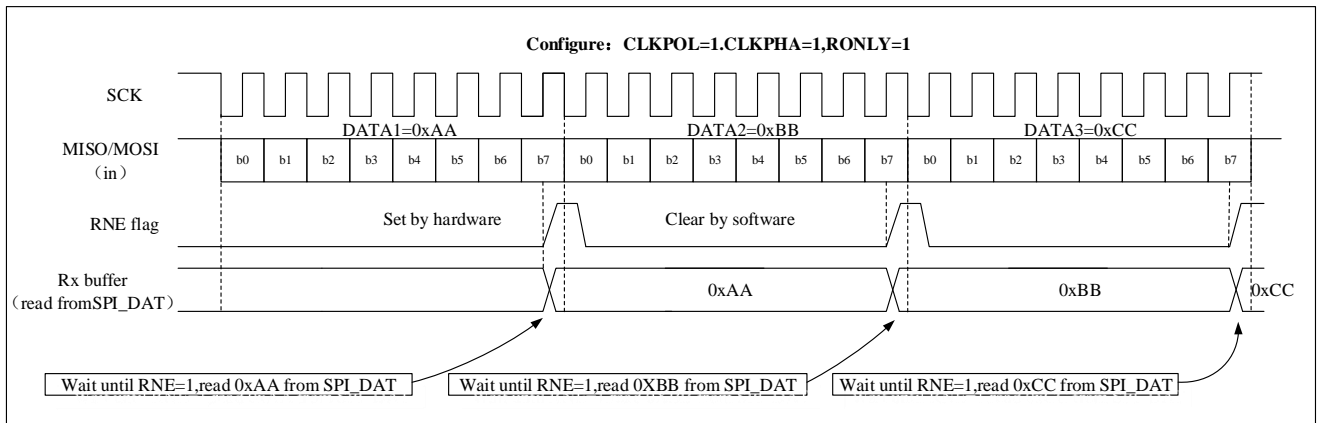 Configure：CLKPOL=1.CLKPHA=1,RONLY=1
SCK
DATA1=0xAA DATA2=0xBB DATA3=0xCC
MISO/MOSI
（in）
b0 b1 b2 b3 b4 b5 b6 b7 b0 b1 b2 b3 b4 b5 b6 b7 b0 b1 b2 b3 b4 b5 b6 b7
RNE flag
Set by hardware Clear by software
Rx buffer
（read fromSPI_DAT）
0xAA 0xBB 0xCC
Wait until RNE=1,read 0xAA from SPI_DAT Wait until RNE=1,read 0XBB from SPI_DAT Wait until RNE=1,read 0xCC from SPI_DAT